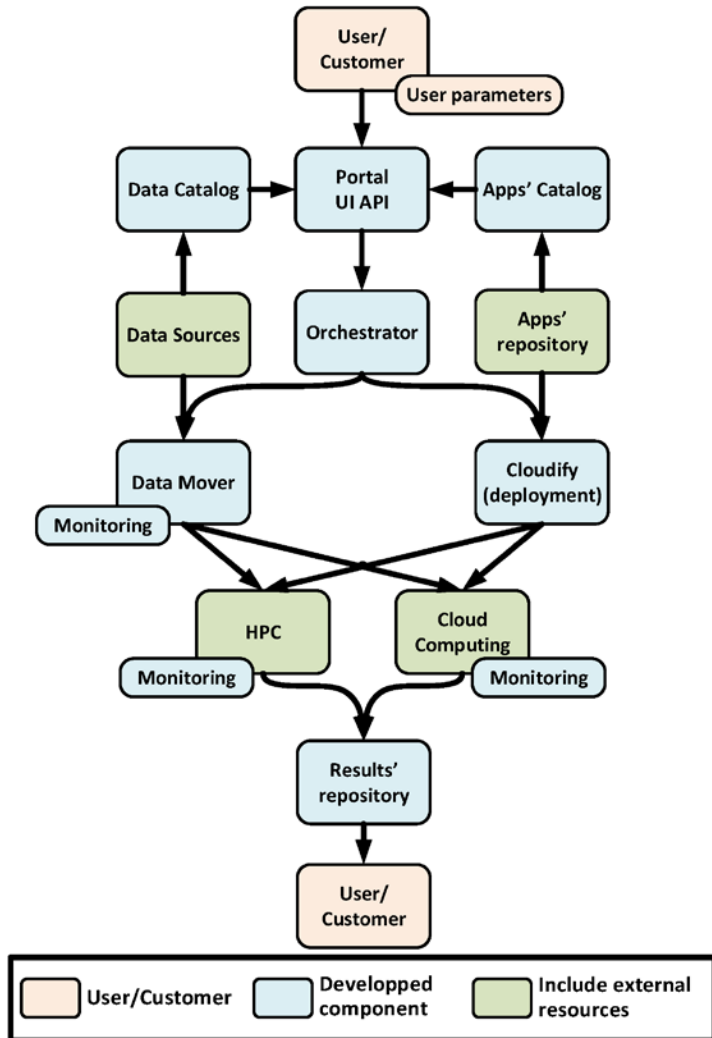 User/
Customer
User parameters
Data Catalog
Portal
UI API
Apps' Catalog
Data Sources
Orchestrator
Apps'
repository
Data Mover
Monitoring
Cloudify
(deployment)
HPC
Monitoring
Cloud
Computing
Monitoring
Results'
repository
User/
Customer
User/Customer
Developped
component
Include external
resources